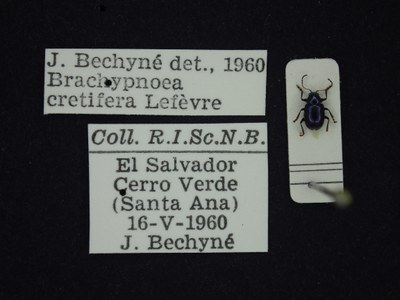 J. Bechyné det., 1960
Brachypnoea
cretifera Lefèvre
Coll. R.I.Sc.N.B.
El Salvador
Cerro Verde
(Santa Ana)
16-V-1960
J. Bechyné